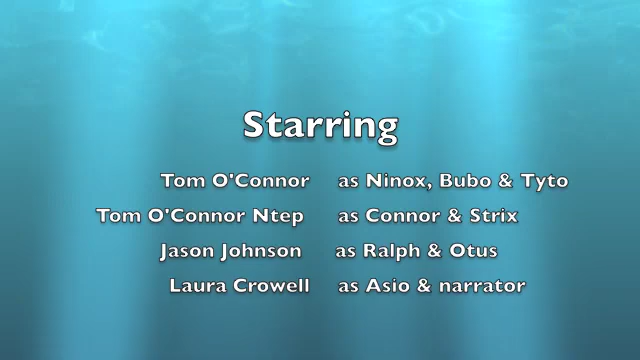 Starring
Tom O'Connor as Ninox, Bubo & Tyto
Tom O'Connor Ntep as Connor & Strix
Jason Johnson as Ralph & Otus
Laura Crowell as Asio & narrator